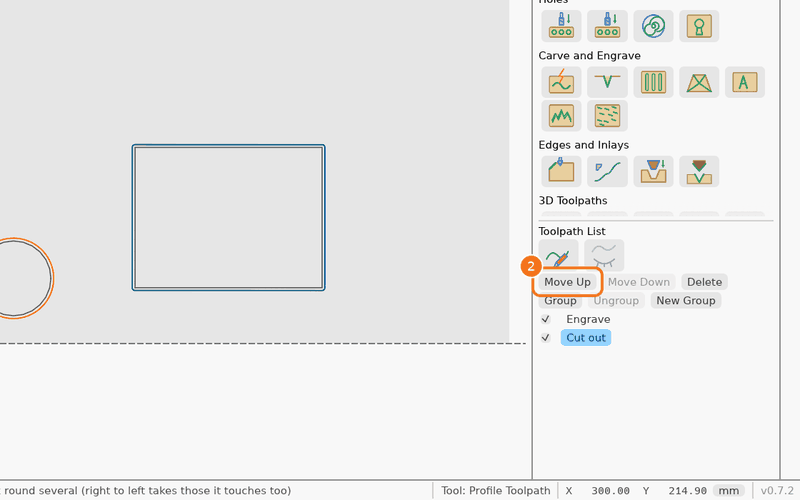 Holes
Carve and Engrave
A
Edges and Inlays
3D Toolpaths
Toolpath List
2
Move Up Move Down Delete
Group Ungroup New Group
Engrave
Cut out
round several (right to left takes those it touches too) Tool: Profile Toolpath X 300.00 Y 214.90 mm v0.7.2